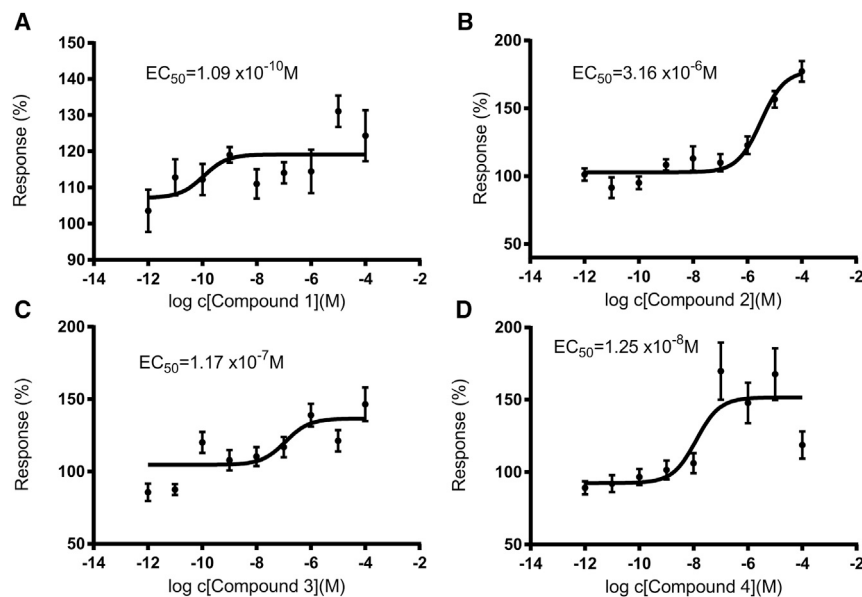 A
150
140
130
120
110
100
90
Response (%)
EC50=1.09 x10-10M
-14 -12 -10 -8 -6 -4 -2
log c[Compound 1](M)
B
200
150
100
50
Response (%)
EC50=3.16 x10-6M
-14 -12 -10 -8 -6 -4 -2
log c[Compound 2](M)
C
200
150
100
50
Response (%)
EC50=1.17 x10-7M
-14 -12 -10 -8 -6 -4 -2
log c[Compound 3](M)
D
200
150
100
50
Response (%)
EC50=1.25 x10-8M
-14 -12 -10 -8 -6 -4 -2
log c[Compound 4](M)